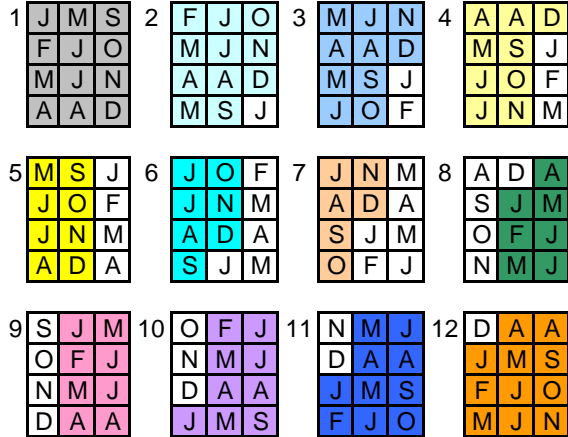 1 J M S 2 F J O 3 M J N 4 A A D
F J O M J N A A D M S J
M J N A A D M S J J O F
A A D M S J J O F J N M
5 M S J 6 J O F 7 J N M 8 A D A
J O F J N M A D A S J M
J N M A D A S J M O F J
A D A S J M O F J N M J
9 S J M 10 O F J 11 N M J 12 D A A
O F J N M J D A A J M S
N M J D A A J M S F J O
D A A J M S F J O M J N